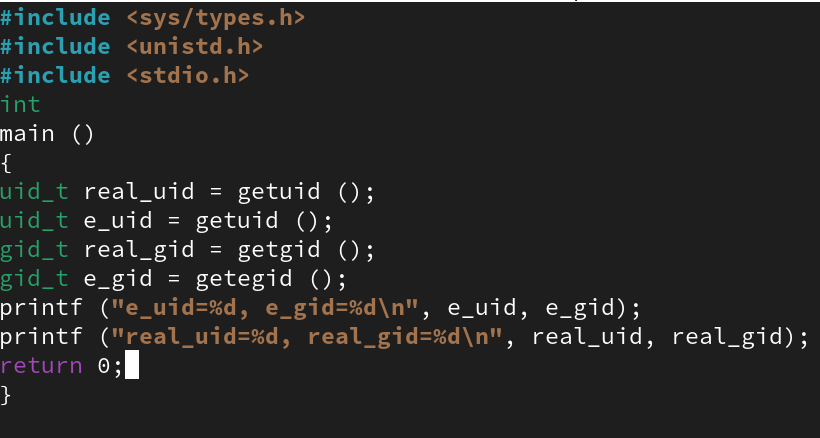 #include <sys/types.h>
#include <unistd.h>
#include <stdio.h>
int
main ()
{
uid_t real_uid = getuid ();
uid_t e_uid = getuid ();
gid_t real_gid = getgid ();
gid_t e_gid = getegid ();
printf ("e_uid=%d, e_gid=%d\n", e_uid, e_gid);
printf ("real_uid=%d, real_gid=%d\n", real_uid, real_gid);
return 0;
}